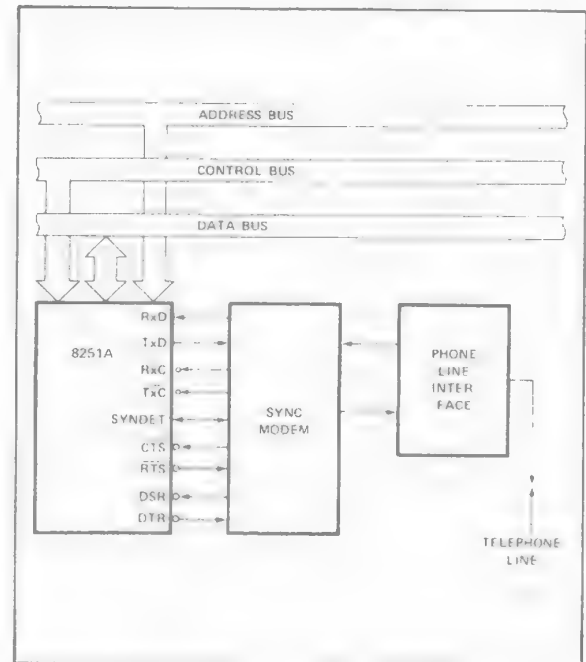 ADDRESS BUS
CONTROL BUS
DATA BUS
8251A
RxD
TxD
RxC
TxC
SYNDET
CTS
RTS
DSR
DTR
SYNC
MODEM
PHONE
LINE
INTER
FACE
TELEPHONE
LINE